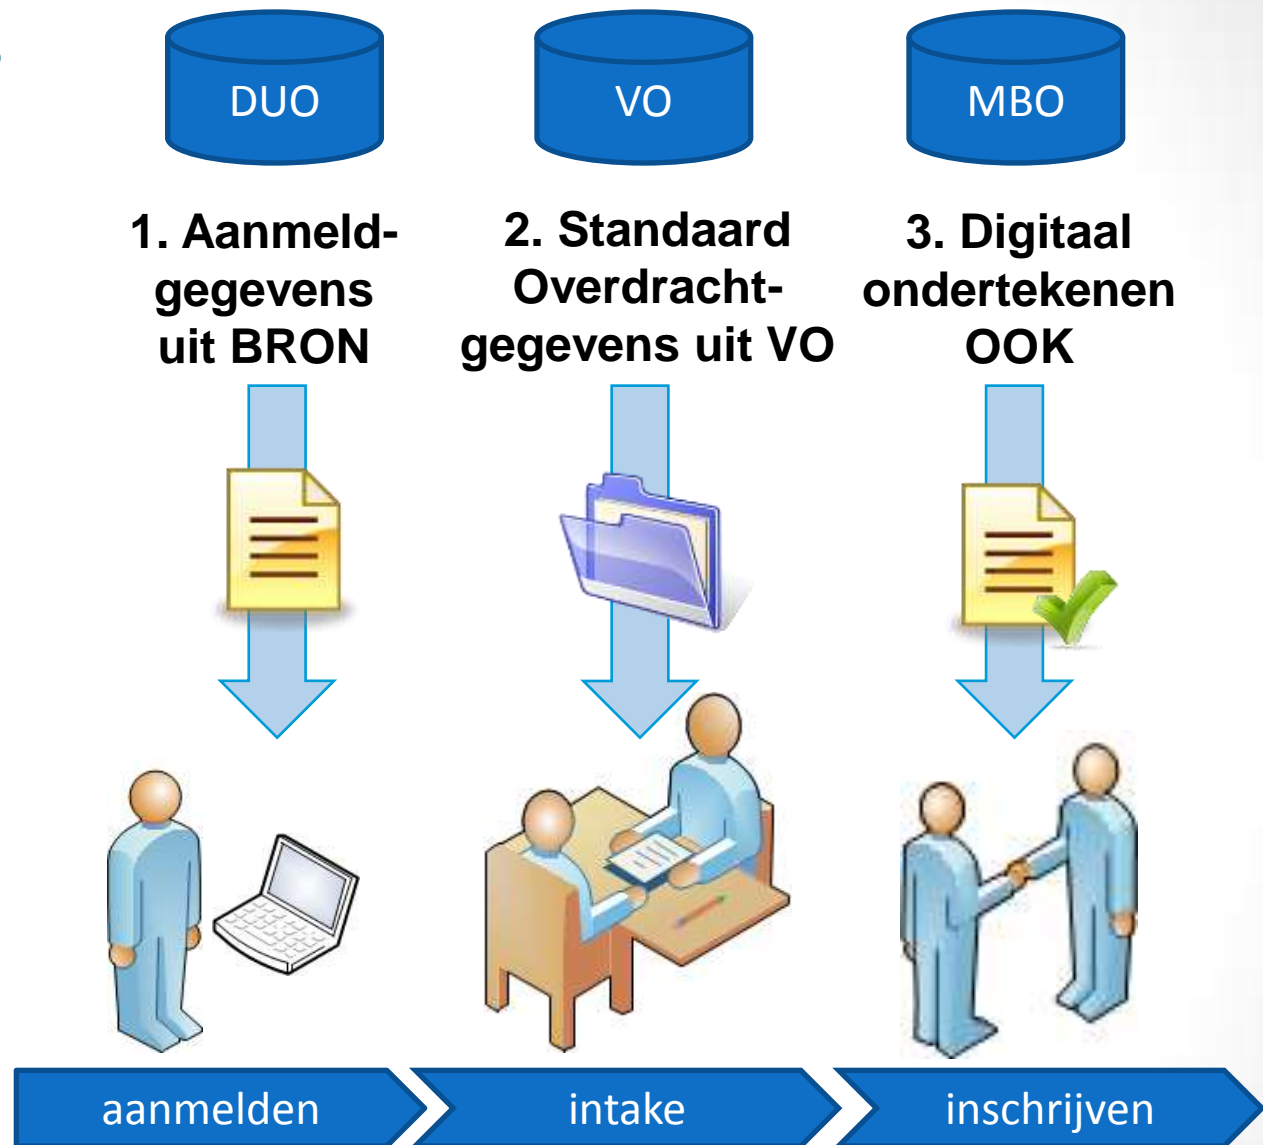 DUO
VO
MBO
1. Aanmeld-
gegevens
uit BRON
2. Standaard
Overdracht-
gegevens uit VO
3. Digitaal
ondertekenen
OOK
aanmelden
intake
inschrijven